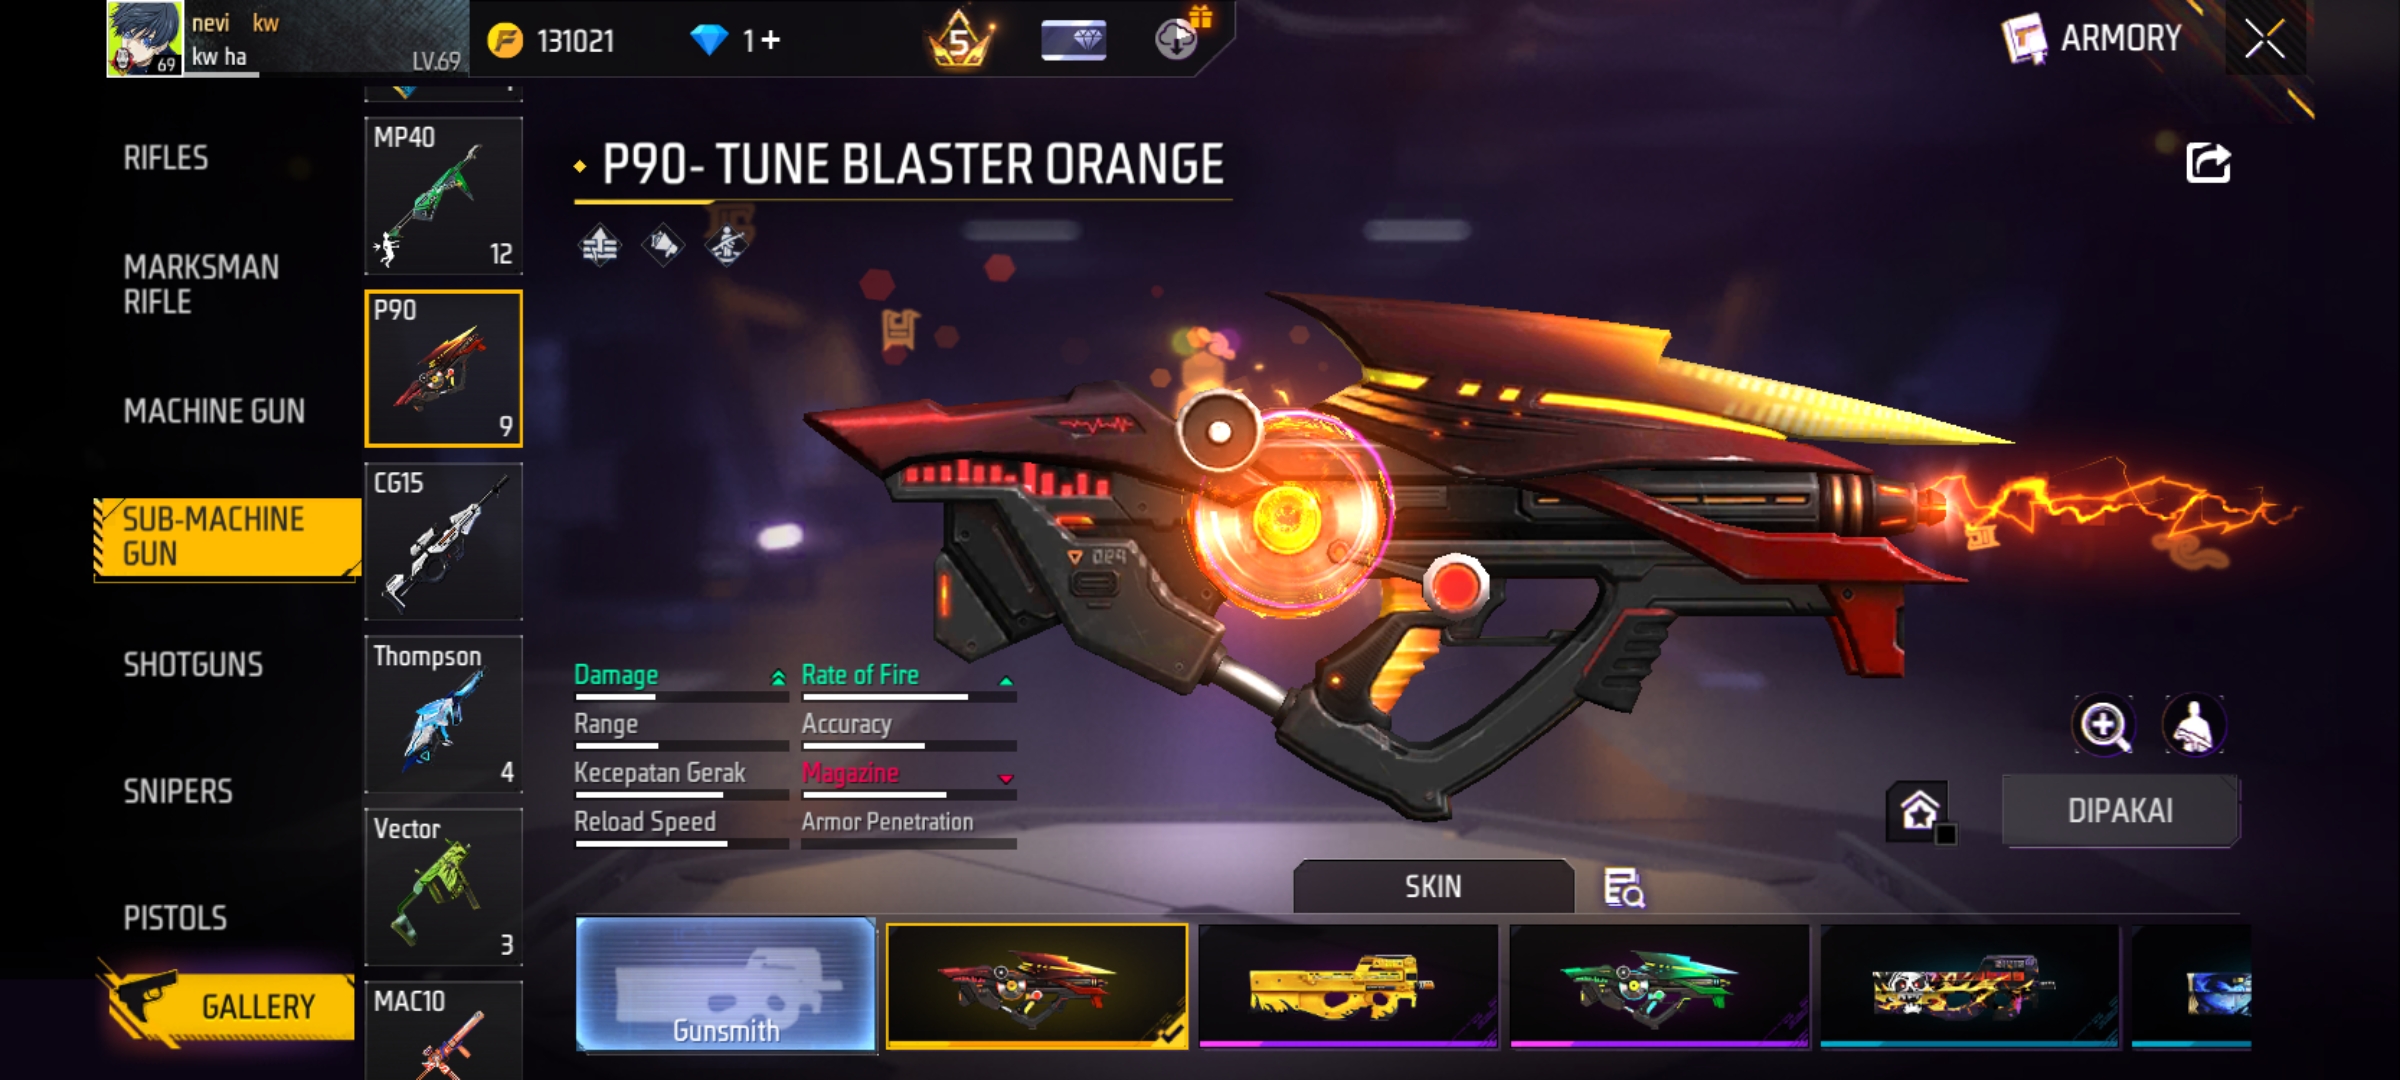 nevi kw
kw ha
69
LV.69
131021
1+
5
ARMORY
RIFLES
MARKSMAN
RIFLE
MACHINE GUN
SUB-MACHINE
GUN
SHOTGUNS
SNIPERS
PISTOLS
GALLERY
MP40
12
P90
9
CG15
Thompson
4
Vector
3
MAC10
P90- TUNE BLASTER ORANGE
Damage
Rate of Fire
Range
Accuracy
Kecepatan Gerak
Magazine
Reload Speed
Armor Penetration
DIPAKAI
SKIN
Gunsmith